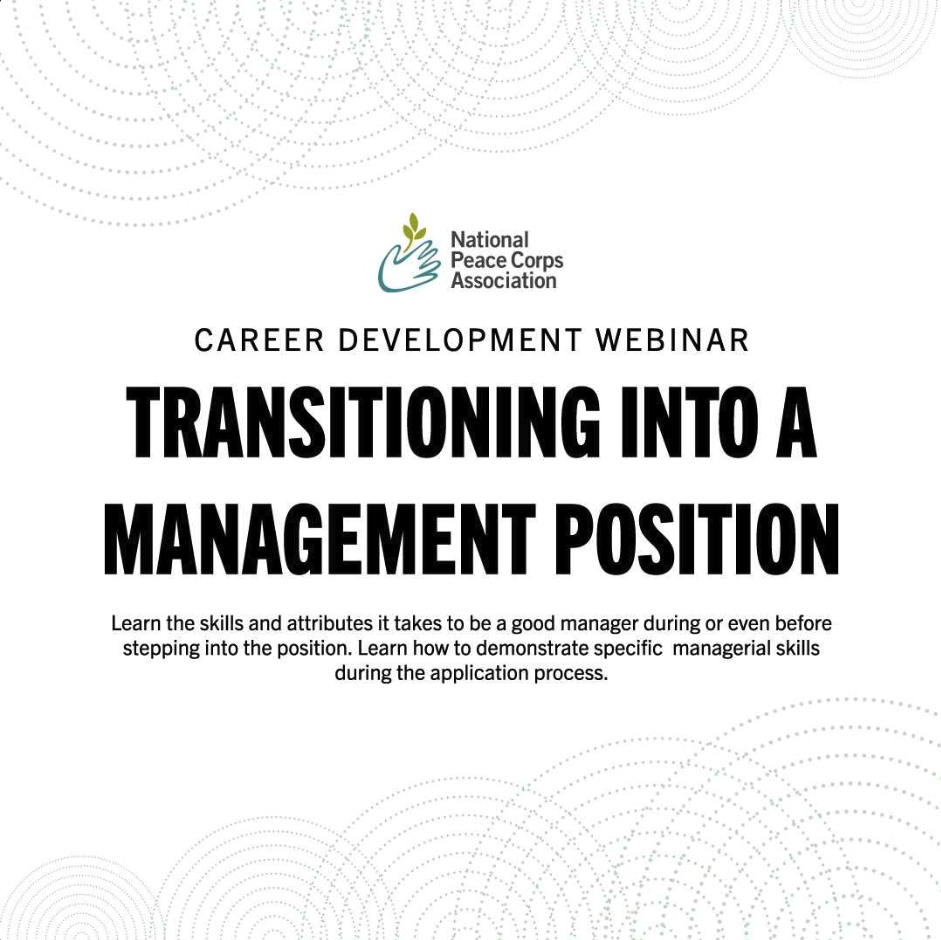 National
Peace Corps
Association
CAREER DEVELOPMENT WEBINAR
TRANSITIONING INTO A
MANAGEMENT POSITION
Learn the skills and attributes it takes to be a good manager during or even before
stepping into the position. Learn how to demonstrate specific  managerial skills
during the application process.